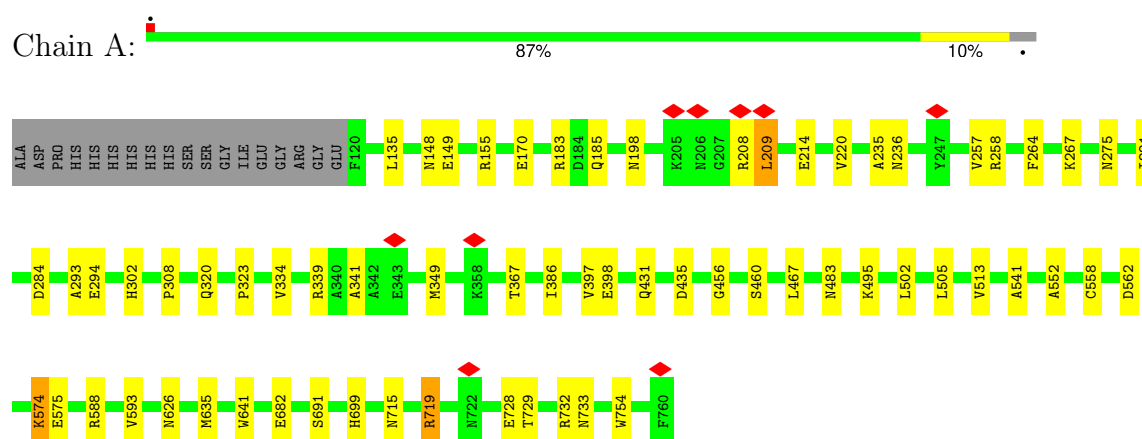 Chain A:
87% 10%
ALA ASP PRO HIS HIS HIS HIS HIS HIS SER SER GLY ILE GLU GLY ARG GLY GLU F120 L135 N148 E149 R155 E170 R183 D184 Q185 N198 K205 N206 G207 R208 L209 E214 V220 A235 N236 Y247 V257 R258 F264 K267 N275
D284 A293 E294 H302 P308 Q320 P323 V334 R339 A340 A341 A342 E343 M349 K358 T367 I386 V397 E398 Q431 D435 G456 S460 L467 N483 K495 L502 L505 V513 A541 A552 C558 D562
K574 E575 R588 V593 N626 M635 W641 E682 S691 H699 N715 R719 N722 E728 T729 R732 N733 W754 F760